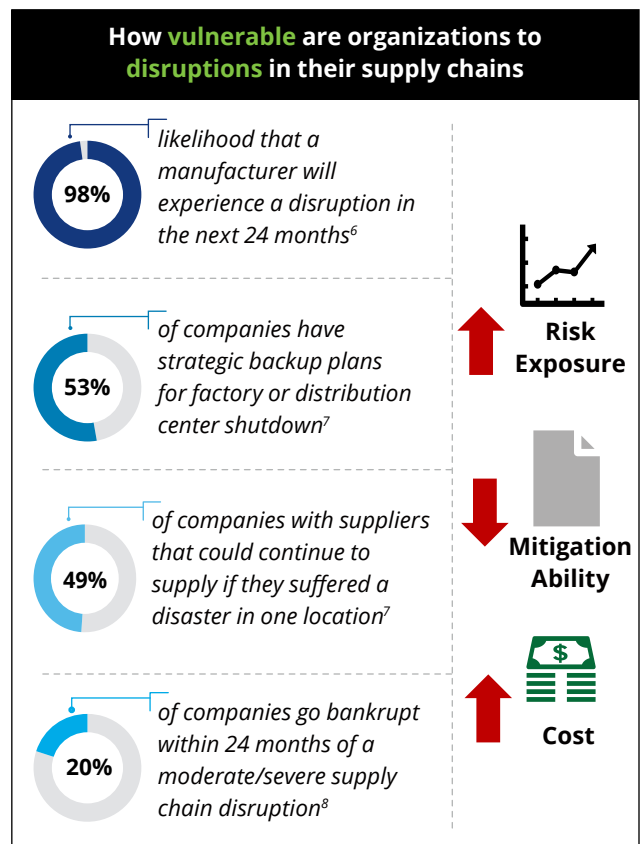 How vulnerable are organizations to
disruptions in their supply chains
98%
likelihood that a
manufacturer will
experience a disruption in
the next 24 months⁶
53%
of companies have
strategic backup plans
for factory or distribution
center shutdown⁷
49%
of companies with suppliers
that could continue to
supply if they suffered a
disaster in one location⁷
20%
of companies go bankrupt
within 24 months of a
moderate/severe supply
chain disruption⁸
Risk
Exposure
Mitigation
Ability
$
Cost